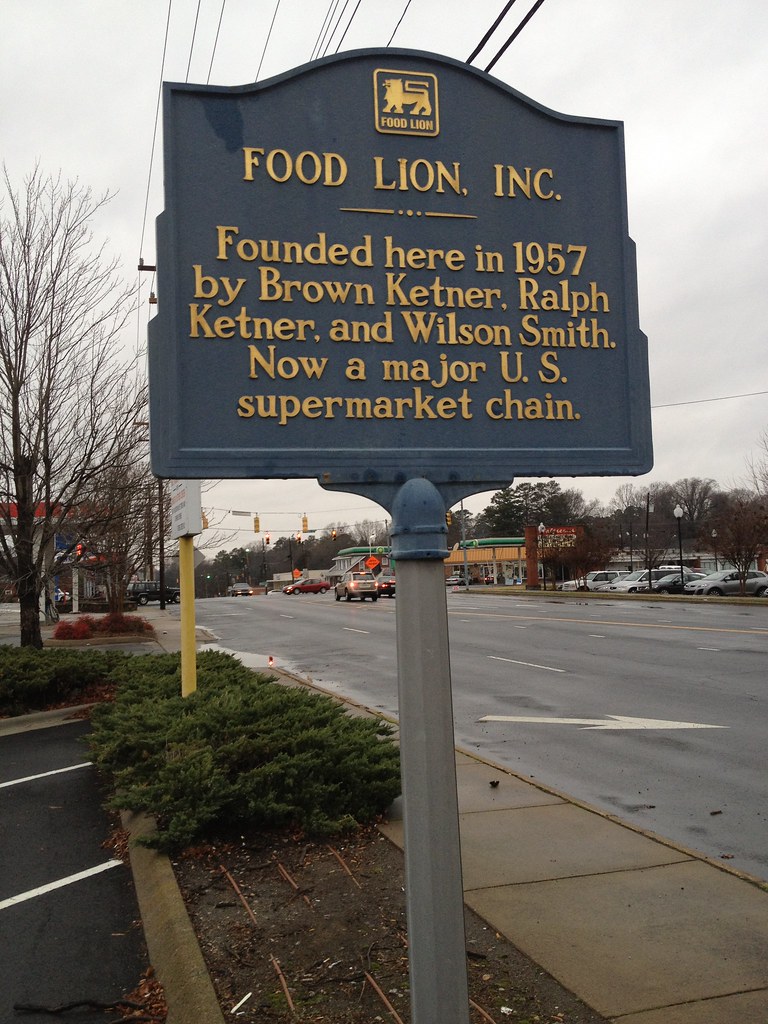 FOOD LION
FOOD LION, INC.
Founded here in 1957
by Brown Ketner, Ralph
Ketner, and Wilson Smith.
Now a major U. S.
supermarket chain.